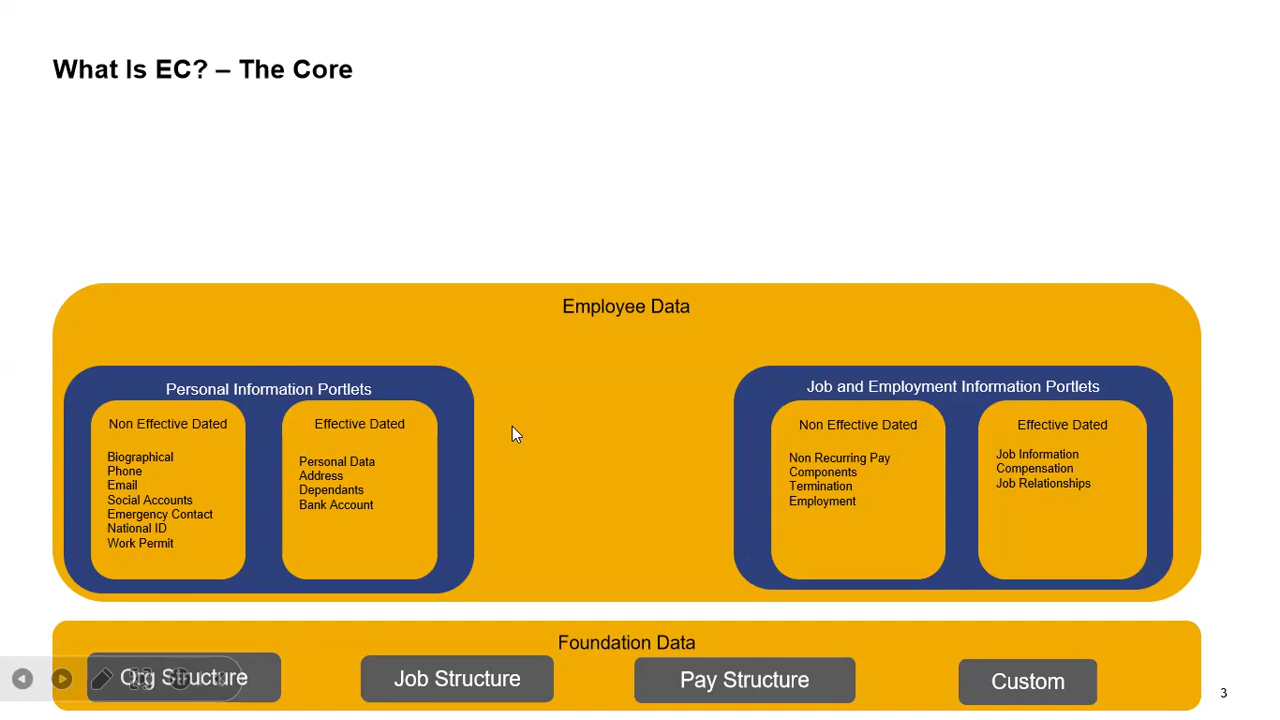 What Is EC? – The Core
Employee Data
Personal Information Portlets
Non Effective Dated
Biographical
Phone
Email
Social Accounts
Emergency Contact
National ID
Work Permit
Effective Dated
Personal Data
Address
Dependants
Bank Account
Job and Employment Information Portlets
Non Effective Dated
Non Recurring Pay
Components
Termination
Employment
Effective Dated
Job Information
Compensation
Job Relationships
Foundation Data
Org Structure
Job Structure
Pay Structure
Custom
3